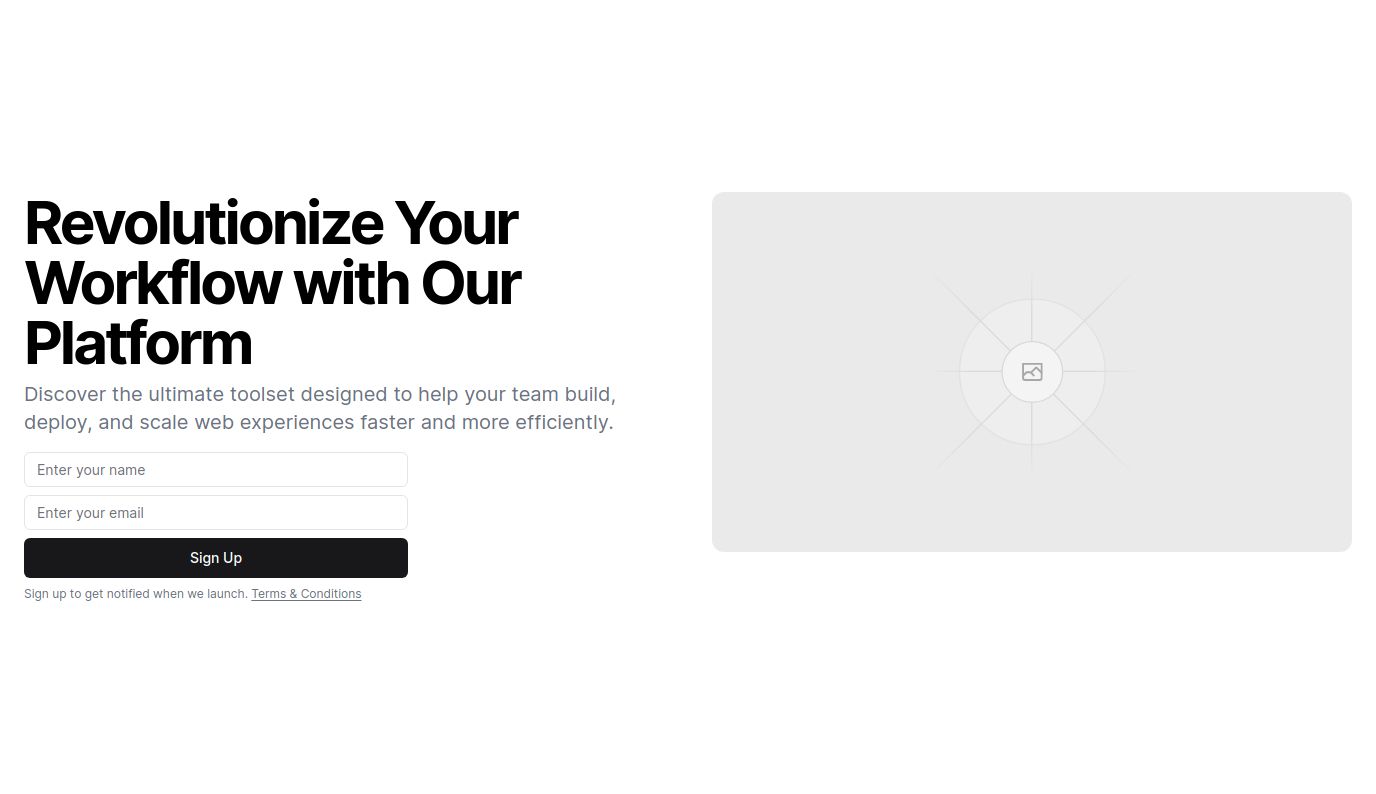 Revolutionize Your
Workflow with Our
Platform
Discover the ultimate toolset designed to help your team build,
deploy, and scale web experiences faster and more efficiently.
Enter your name
Enter your email
Sign Up
Sign up to get notified when we launch. Terms & Conditions